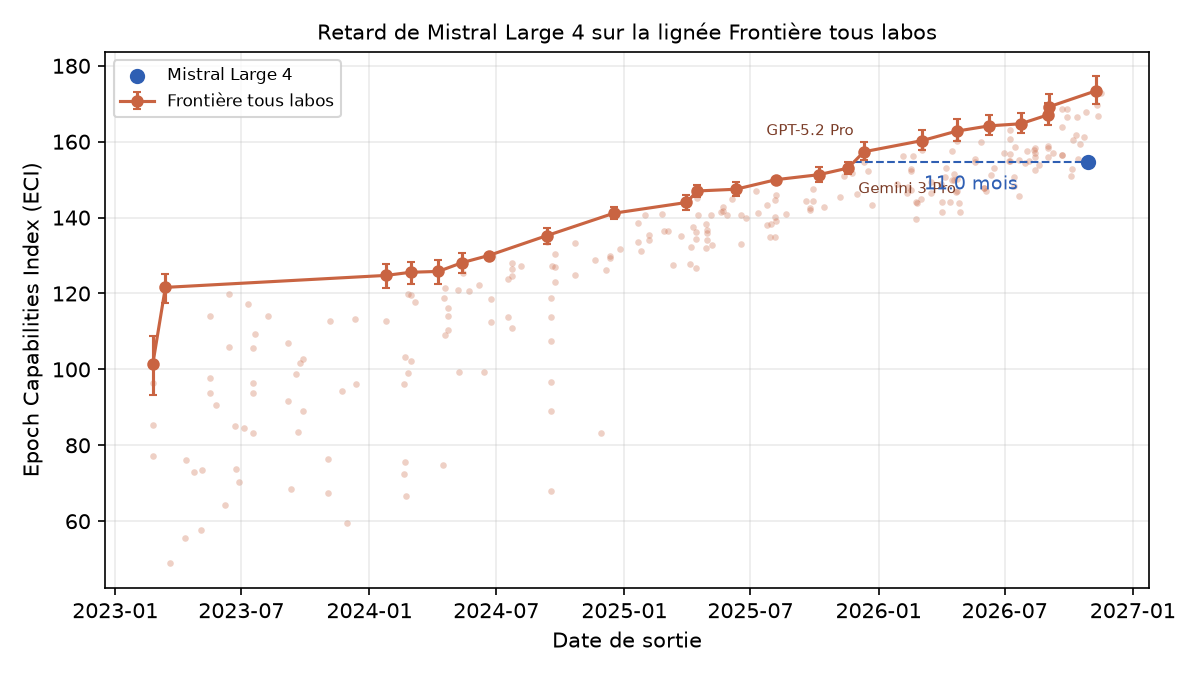 Retard de Mistral Large 4 sur la lignée Frontière tous labos
Mistral Large 4
Frontière tous labos
GPT-5.2 Pro
Gemini 3 Pro
11.0 mois
Epoch Capabilities Index (ECI)
180
160
140
120
100
80
60
2023-01
2023-07
2024-01
2024-07
2025-01
2025-07
2026-01
2026-07
2027-01
Date de sortie